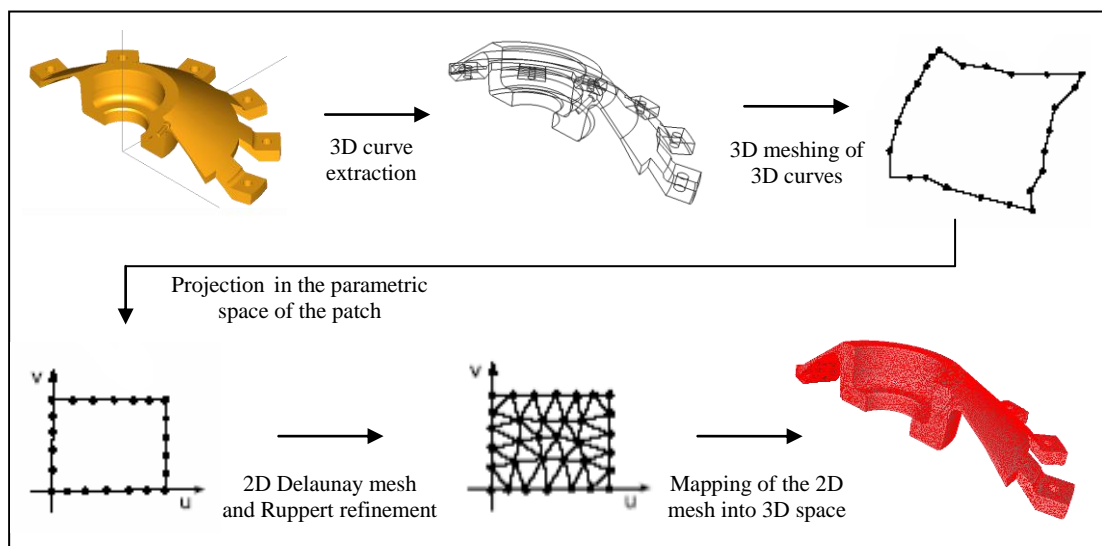 3D curve
extraction
3D meshing of
3D curves
Projection in the parametric
space of the patch
v
u
2D Delaunay mesh
and Ruppert refinement
v
u
Mapping of the 2D
mesh into 3D space